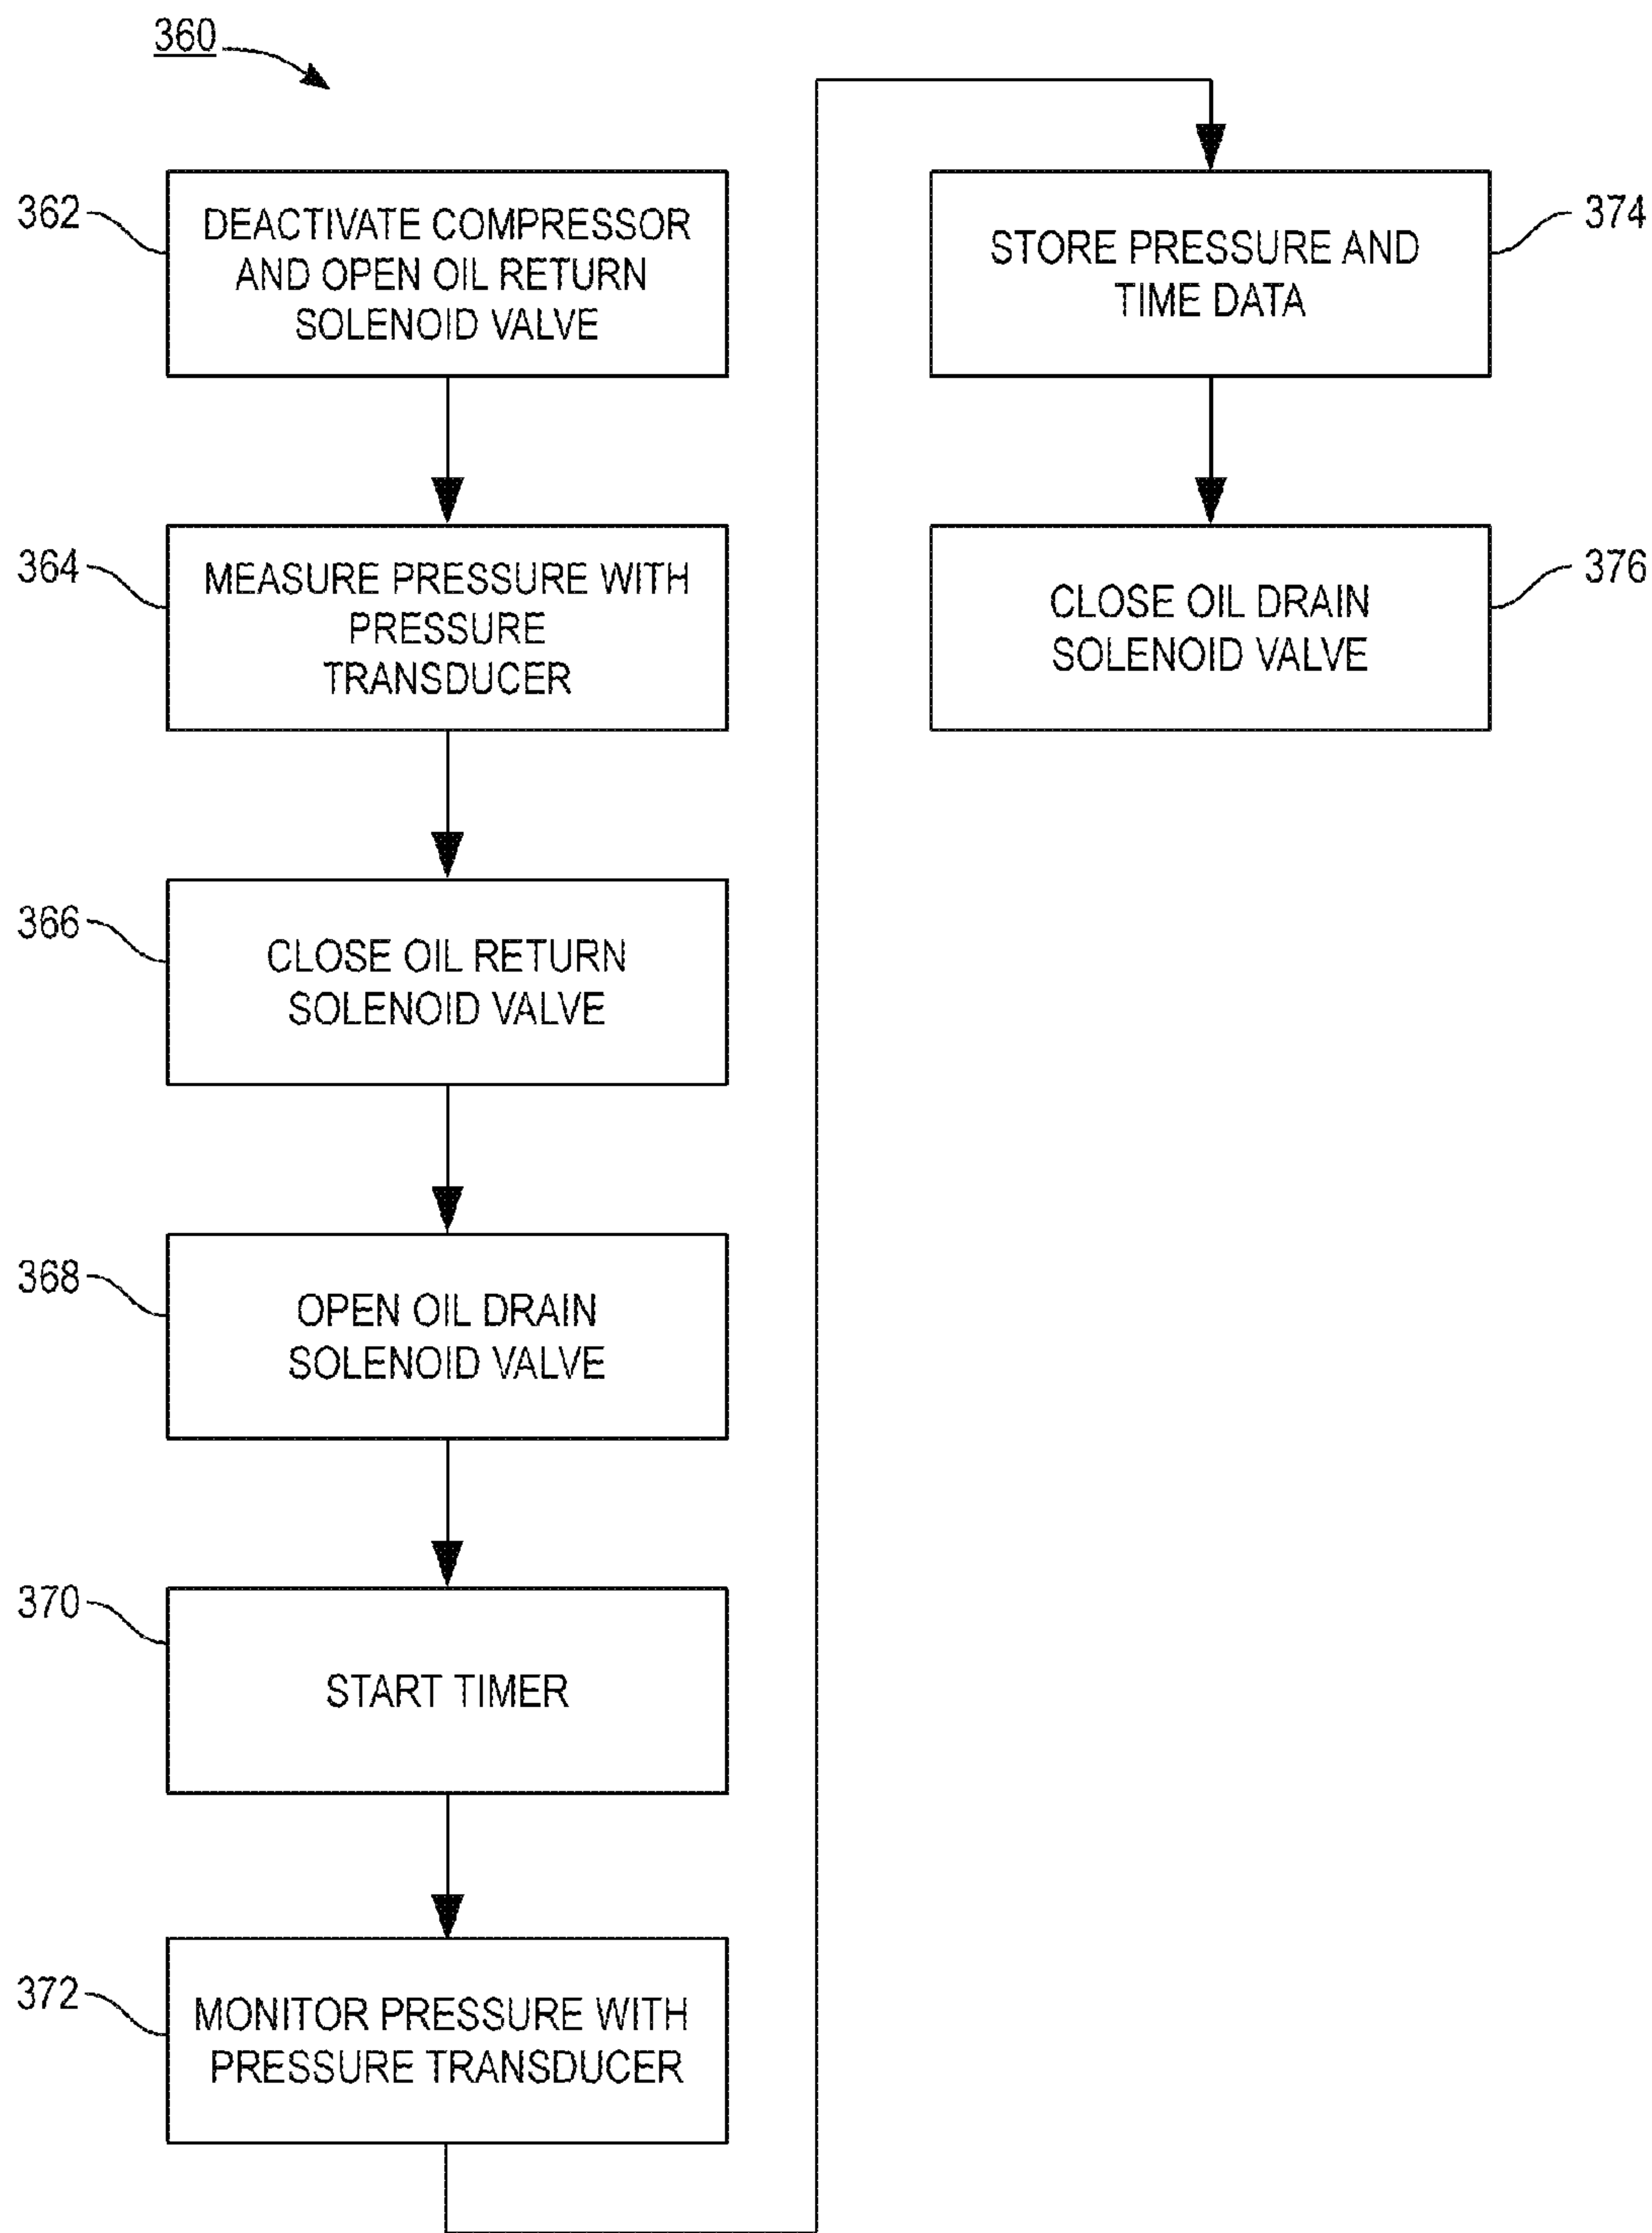 360
362
DEACTIVATE COMPRESSOR
AND OPEN OIL RETURN
SOLENOID VALVE
364
MEASURE PRESSURE WITH
PRESSURE
TRANSDUCER
366
CLOSE OIL RETURN
SOLENOID VALVE
368
OPEN OIL DRAIN
SOLENOID VALVE
370
START TIMER
372
MONITOR PRESSURE WITH
PRESSURE TRANSDUCER
374
STORE PRESSURE AND
TIME DATA
376
CLOSE OIL DRAIN
SOLENOID VALVE